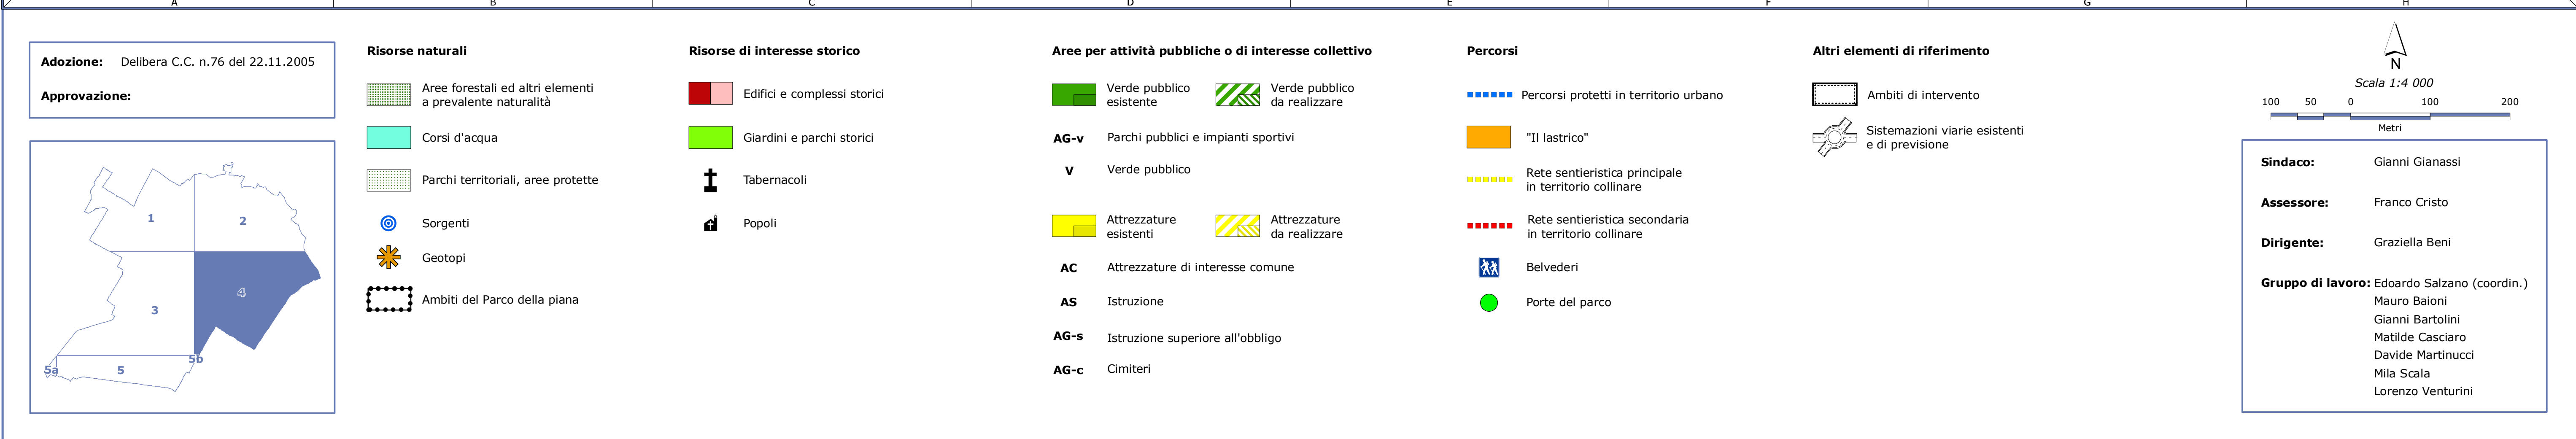 A B C D E F G H
Adozione: Delibera C.C. n.76 del 22.11.2005
Approvazione:
1
2
3
4
5
5a
5b
Risorse naturali
Aree forestali ed altri elementi
a prevalente naturalità
Corsi d'acqua
Parchi territoriali, aree protette
Sorgenti
Geotopi
Ambiti del Parco della piana
Risorse di interesse storico
Edifici e complessi storici
Giardini e parchi storici
Tabernacoli
Popoli
Aree per attività pubbliche o di interesse collettivo
Verde pubblico
esistente
Verde pubblico
da realizzare
AG-v Parchi pubblici e impianti sportivi
V Verde pubblico
Attrezzature
esistenti
Attrezzature
da realizzare
AC Attrezzature di interesse comune
AS Istruzione
AG-s Istruzione superiore all'obbligo
AG-c Cimiteri
Percorsi
Percorsi protetti in territorio urbano
"Il lastrico"
Rete sentieristica principale
in territorio collinare
Rete sentieristica secondaria
in territorio collinare
Belvederi
Porte del parco
Altri elementi di riferimento
Ambiti di intervento
Sistemazioni viarie esistenti
e di previsione
N
Scala 1:4 000
100 50 0 100 200
Metri
Sindaco: Gianni Gianassi
Assessore: Franco Cristo
Dirigente: Graziella Beni
Gruppo di lavoro: Edoardo Salzano (coordin.)
Mauro Baioni
Gianni Bartolini
Matilde Casciaro
Davide Martinucci
Mila Scala
Lorenzo Venturini